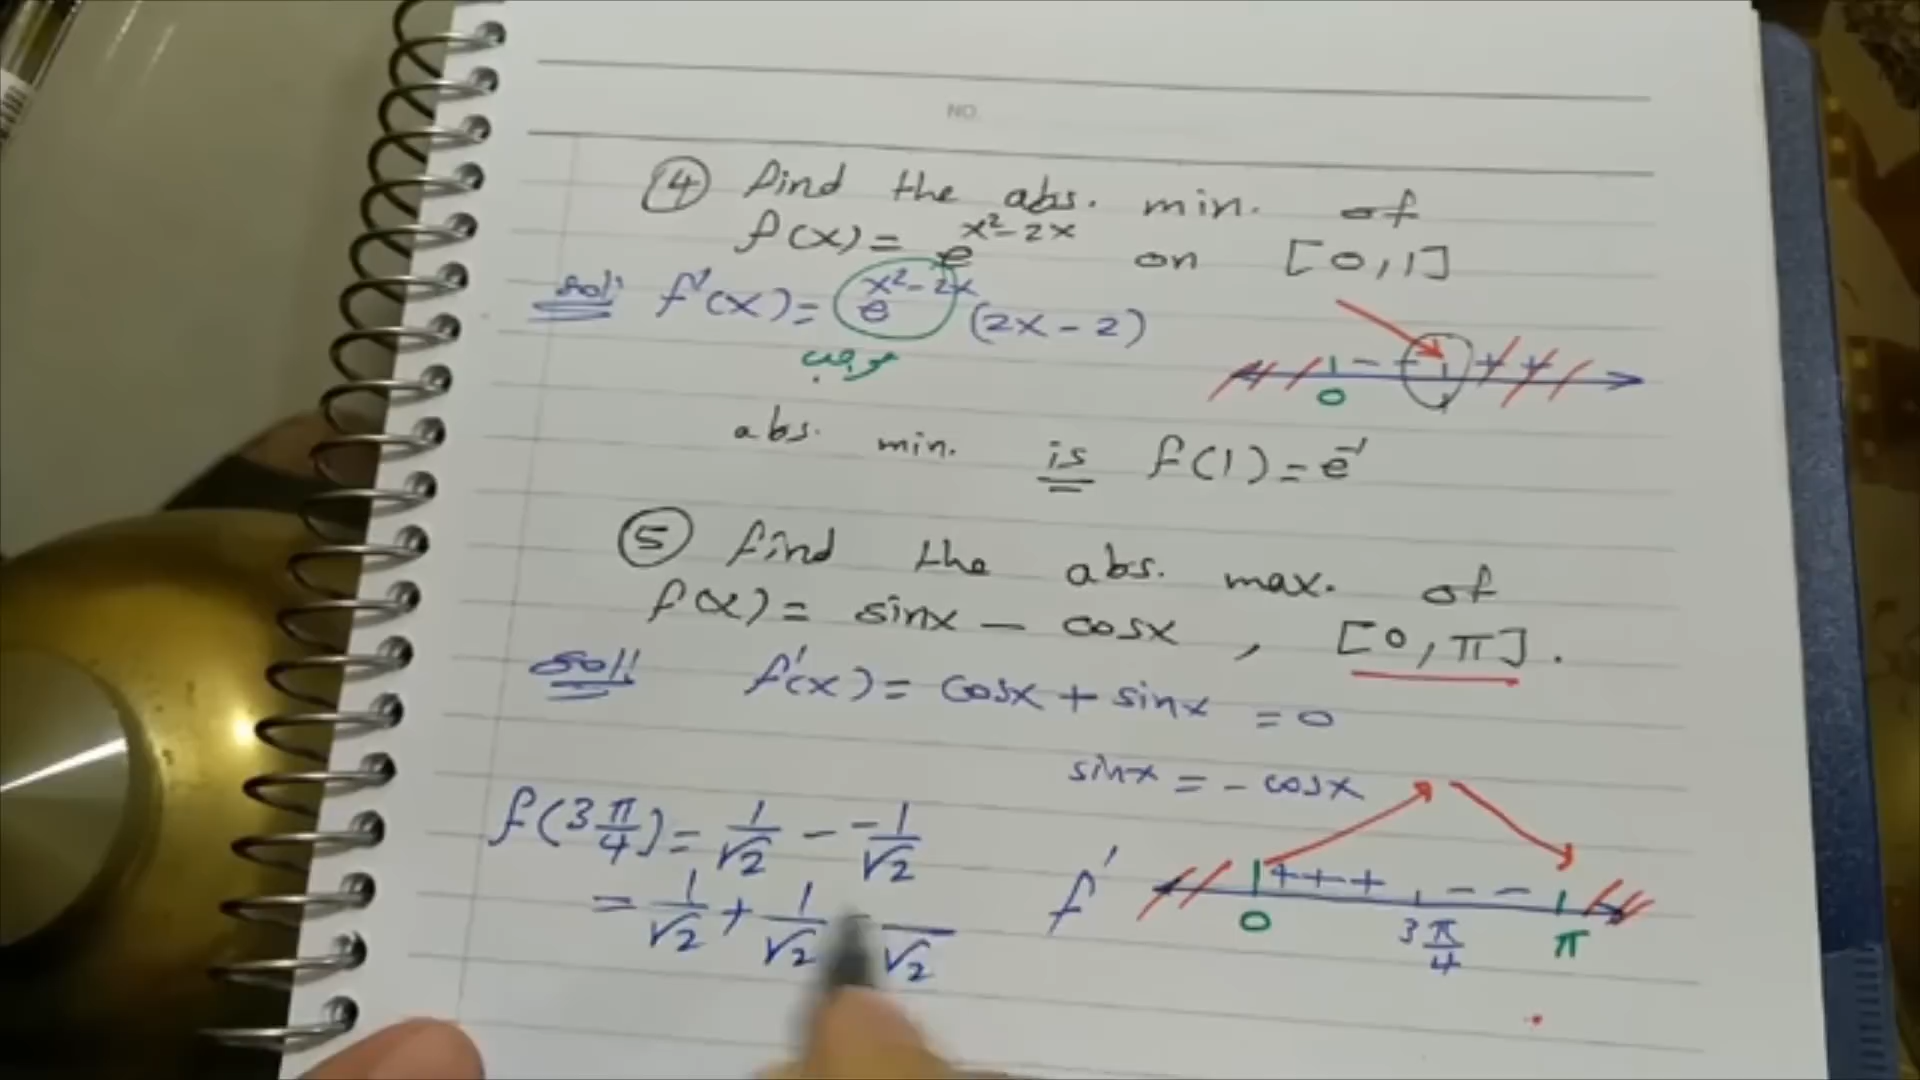 NO.
④ find the abs. min. of
f(x) = e^{x²-2x} on [0,1]
sol: f'(x) = e^{x²-2x} (2x-2)
موجب
0 - - 1 + +
abs. min. is f(1) = e⁻¹
⑤ find the abs. max. of
f(x) = sinx - cosx , [0,π].
sol: f'(x) = cosx + sinx = 0
sinx = - cosx
f(3π/4) = 1/√2 - -1/√2
= 1/√2 + 1/√2 √2
f' +++ - -
0 3π/4 π